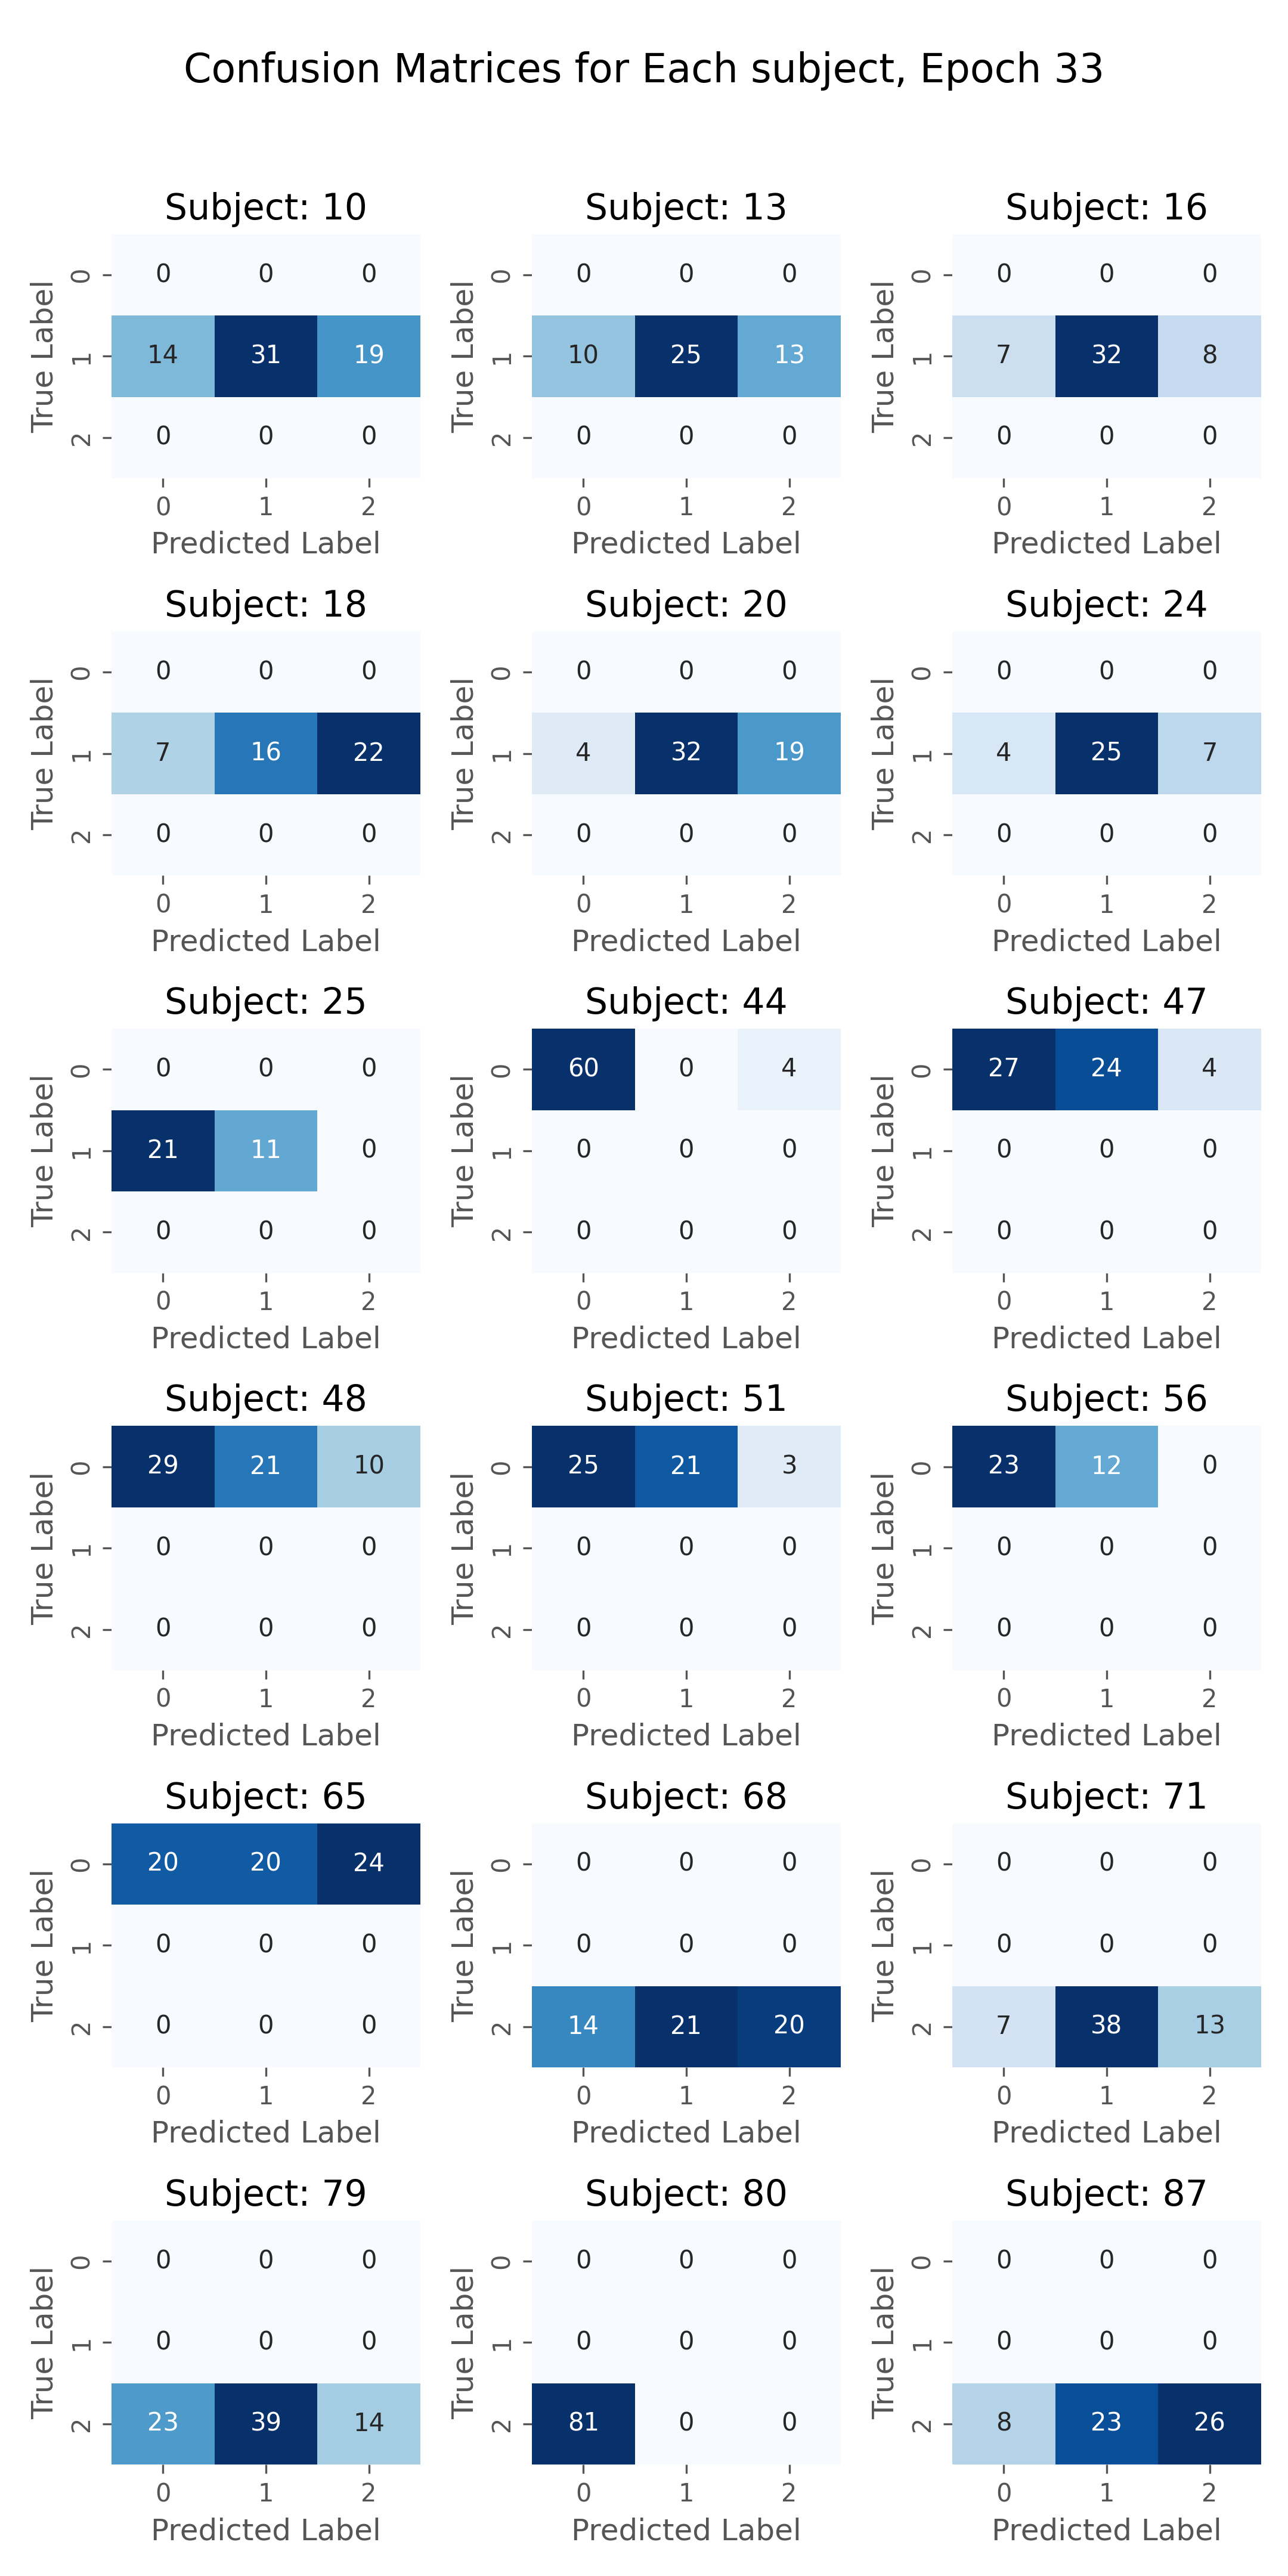 Confusion Matrices for Each subject, Epoch 33
Subject: 10 Subject: 13 Subject: 16
True Label 0 0 0 0 True Label 0 0 0 0 True Label 0 0 0 0
1 14 31 19 1 10 25 13 1 7 32 8
2 0 0 0 2 0 0 0 2 0 0 0
0 1 2 0 1 2 0 1 2
Predicted Label Predicted Label Predicted Label
Subject: 18 Subject: 20 Subject: 24
True Label 0 0 0 0 True Label 0 0 0 0 True Label 0 0 0 0
1 7 16 22 1 4 32 19 1 4 25 7
2 0 0 0 2 0 0 0 2 0 0 0
0 1 2 0 1 2 0 1 2
Predicted Label Predicted Label Predicted Label
Subject: 25 Subject: 44 Subject: 47
True Label 0 0 0 0 True Label 0 60 0 4 True Label 0 27 24 4
1 21 11 0 1 0 0 0 1 0 0 0
2 0 0 0 2 0 0 0 2 0 0 0
0 1 2 0 1 2 0 1 2
Predicted Label Predicted Label Predicted Label
Subject: 48 Subject: 51 Subject: 56
True Label 0 29 21 10 True Label 0 25 21 3 True Label 0 23 12 0
1 0 0 0 1 0 0 0 1 0 0 0
2 0 0 0 2 0 0 0 2 0 0 0
0 1 2 0 1 2 0 1 2
Predicted Label Predicted Label Predicted Label
Subject: 65 Subject: 68 Subject: 71
True Label 0 20 20 24 True Label 0 0 0 0 True Label 0 0 0 0
1 0 0 0 1 0 0 0 1 0 0 0
2 0 0 0 2 14 21 20 2 7 38 13
0 1 2 0 1 2 0 1 2
Predicted Label Predicted Label Predicted Label
Subject: 79 Subject: 80 Subject: 87
True Label 0 0 0 0 True Label 0 0 0 0 True Label 0 0 0 0
1 0 0 0 1 0 0 0 1 0 0 0
2 23 39 14 2 81 0 0 2 8 23 26
0 1 2 0 1 2 0 1 2
Predicted Label Predicted Label Predicted Label